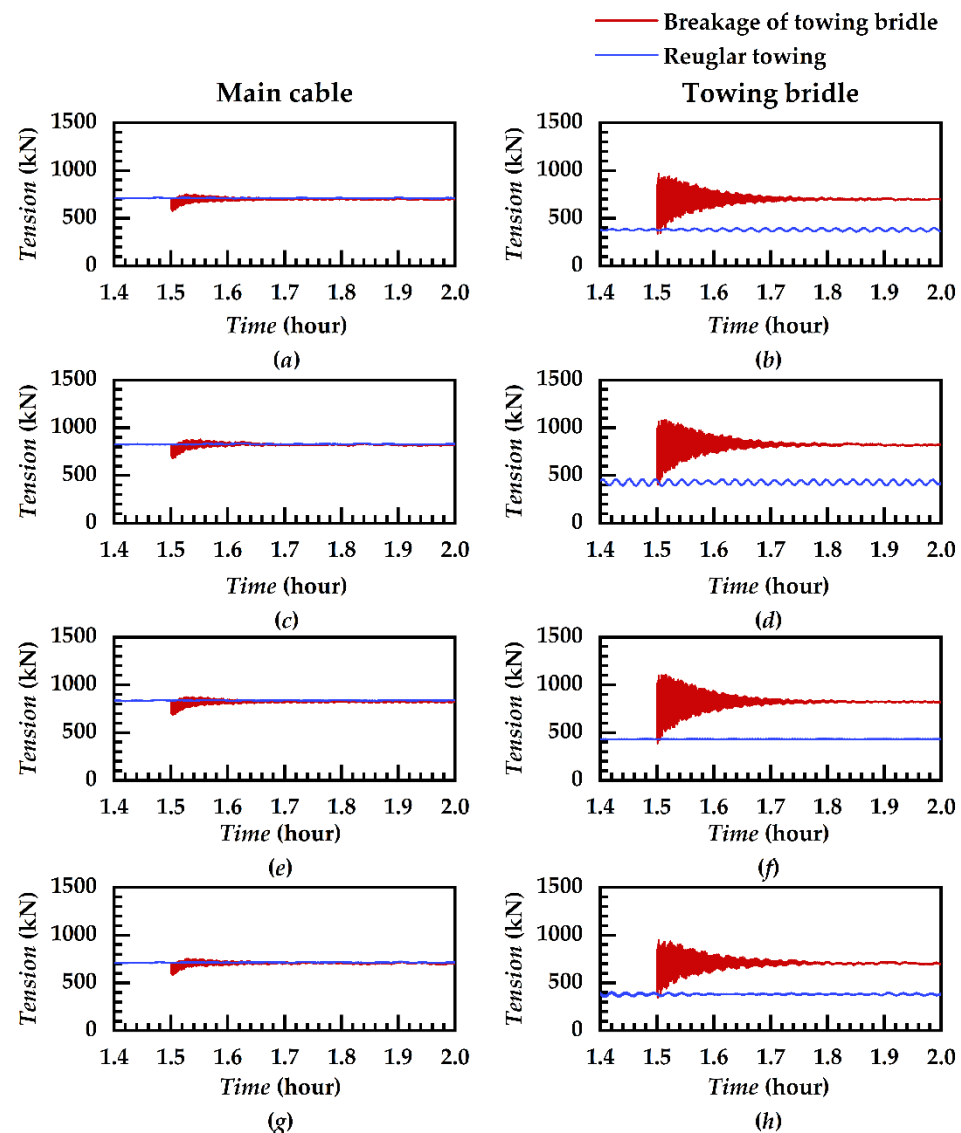 Breakage of towing bridle
Reuglar towing
Main cable
Towing bridle
1500
1000
500
0
Tension (kN)
1.4 1.5 1.6 1.7 1.8 1.9 2.0
Time (hour)
(a)
1500
1000
500
0
Tension (kN)
1.4 1.5 1.6 1.7 1.8 1.9 2.0
Time (hour)
(b)
1500
1000
500
0
Tension (kN)
1.4 1.5 1.6 1.7 1.8 1.9 2.0
Time (hour)
(c)
1500
1000
500
0
Tension (kN)
1.4 1.5 1.6 1.7 1.8 1.9 2.0
Time (hour)
(d)
1500
1000
500
0
Tension (kN)
1.4 1.5 1.6 1.7 1.8 1.9 2.0
Time (hour)
(e)
1500
1000
500
0
Tension (kN)
1.4 1.5 1.6 1.7 1.8 1.9 2.0
Time (hour)
(f)
1500
1000
500
0
Tension (kN)
1.4 1.5 1.6 1.7 1.8 1.9 2.0
Time (hour)
(g)
1500
1000
500
0
Tension (kN)
1.4 1.5 1.6 1.7 1.8 1.9 2.0
Time (hour)
(h)